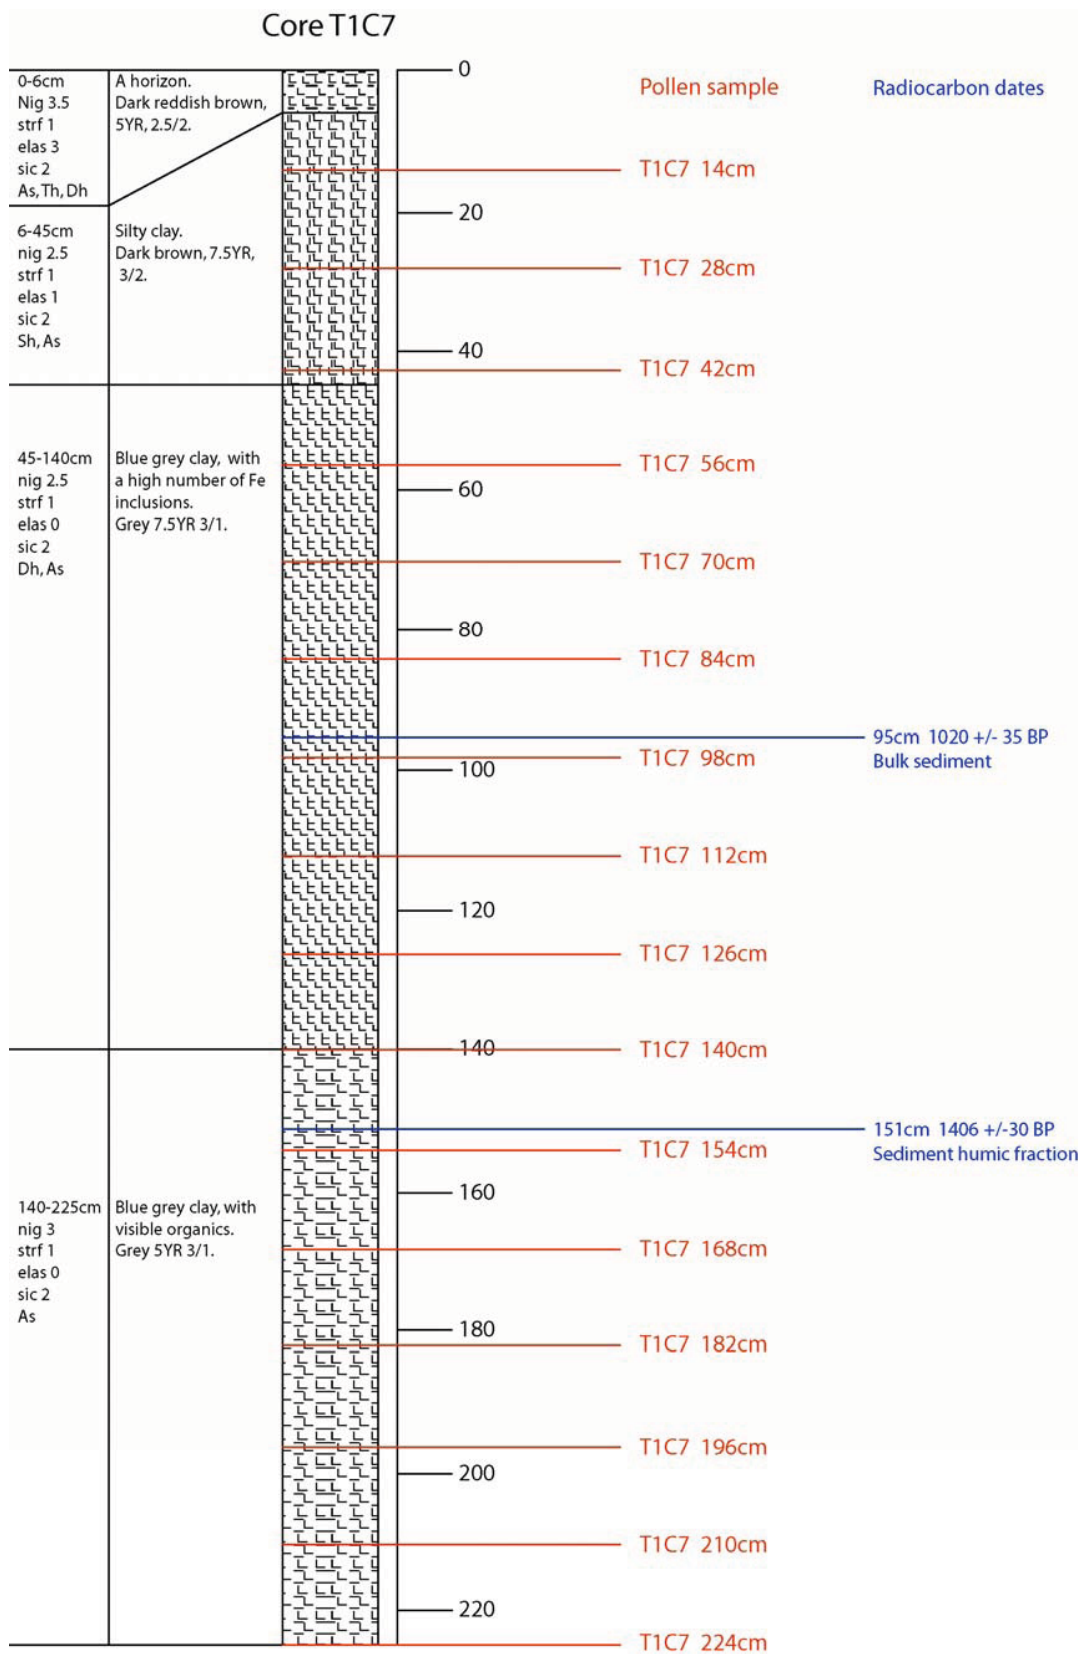 Core T1C7
0-6cm
Nig 3.5
strf 1
elas 3
sic 2
As, Th, Dh
A horizon.
Dark reddish brown,
5YR, 2.5/2.
6-45cm
nig 2.5
strf 1
elas 1
sic 2
Sh, As
Silty clay.
Dark brown, 7.5YR,
3/2.
45-140cm
nig 2.5
strf 1
elas 0
sic 2
Dh, As
Blue grey clay, with
a high number of Fe
inclusions.
Grey 7.5YR 3/1.
140-225cm
nig 3
strf 1
elas 0
sic 2
As
Blue grey clay, with
visible organics.
Grey 5YR 3/1.
0
20
40
60
80
100
120
140
160
180
200
220
Pollen sample
T1C7 14cm
T1C7 28cm
T1C7 42cm
T1C7 56cm
T1C7 70cm
T1C7 84cm
T1C7 98cm
T1C7 112cm
T1C7 126cm
T1C7 140cm
T1C7 154cm
T1C7 168cm
T1C7 182cm
T1C7 196cm
T1C7 210cm
T1C7 224cm
Radiocarbon dates
95cm 1020 +/- 35 BP
Bulk sediment
151cm 1406 +/-30 BP
Sediment humic fraction